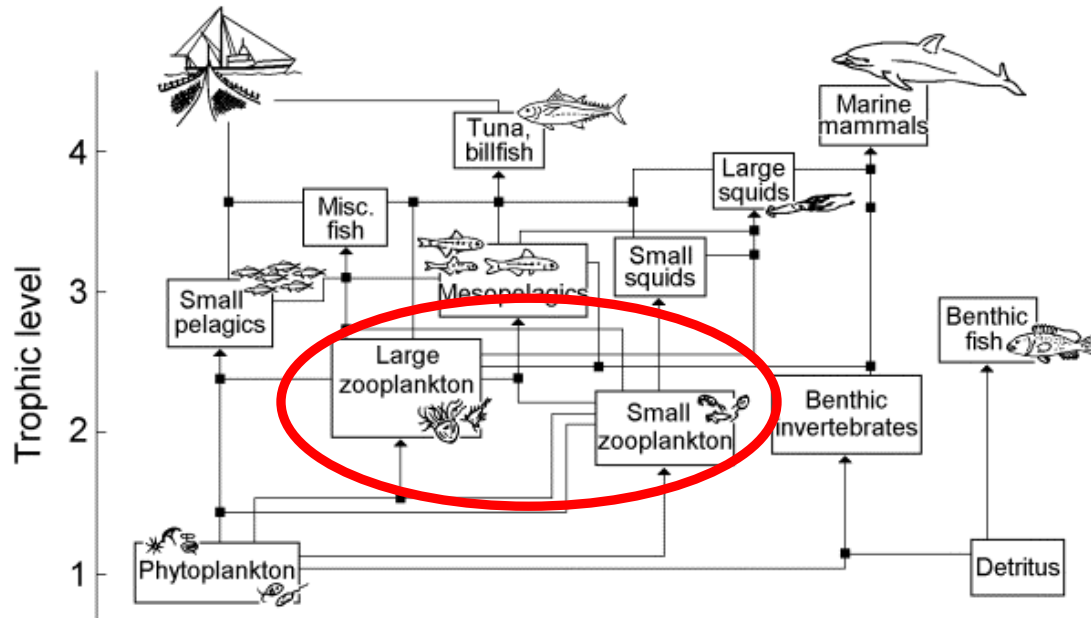 Trophic level
4
3
2
1
Tuna,
billfish
Marine
mammals
Large
squids
Misc.
fish
Small
squids
Small
pelagics
Mesopelagics
Benthic
fish
Large
zooplankton
Small
zooplankton
Benthic
invertebrates
Phytoplankton
Detritus